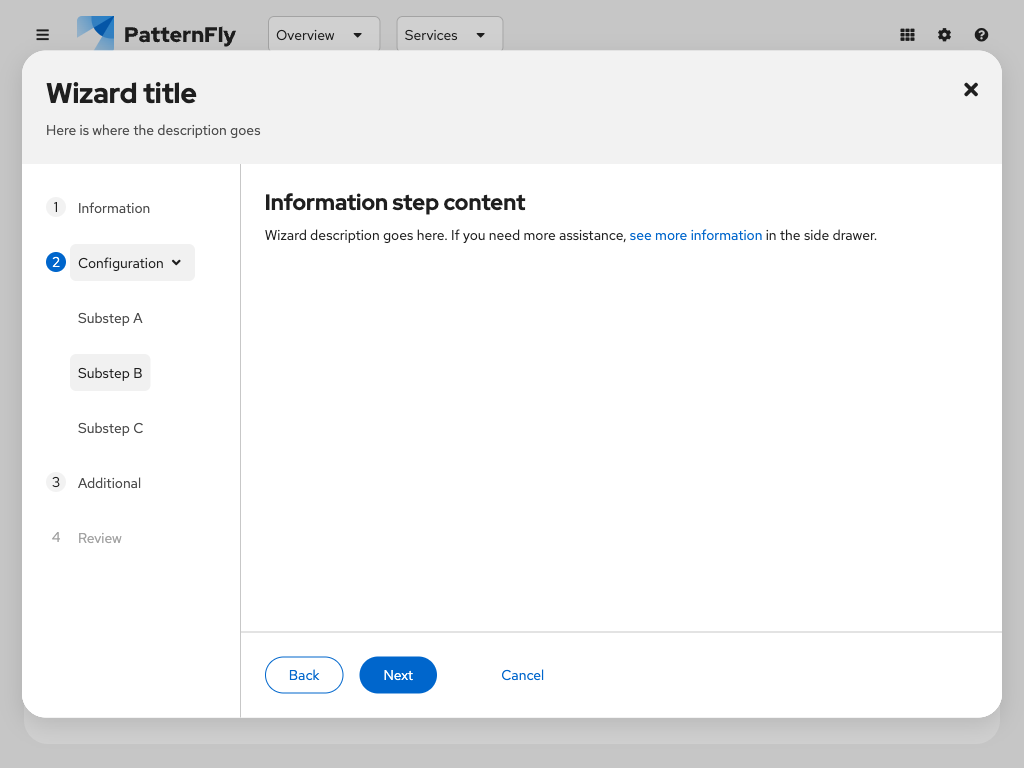 PatternFly Overview Services
Wizard title
Here is where the description goes
1 Information
2 Configuration
Substep A
Substep B
Substep C
3 Additional
4 Review
Information step content
Wizard description goes here. If you need more assistance, see more information in the side drawer.
Back Next Cancel